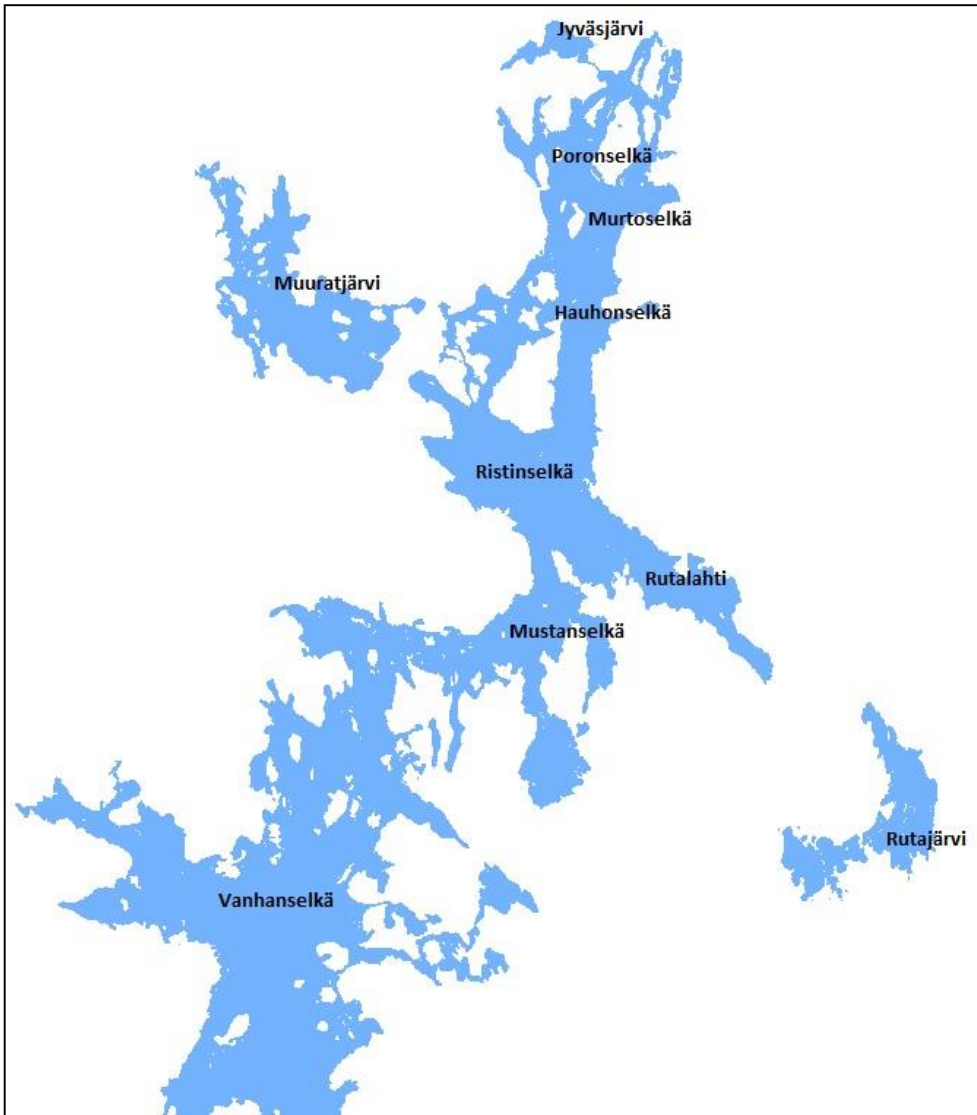 Jyväsjärvi
Poronselkä
Murtoselkä
Muuratjärvi
Hauhonselkä
Ristinselkä
Rutalahti
Mustanselkä
Rutajärvi
Vanhanselkä